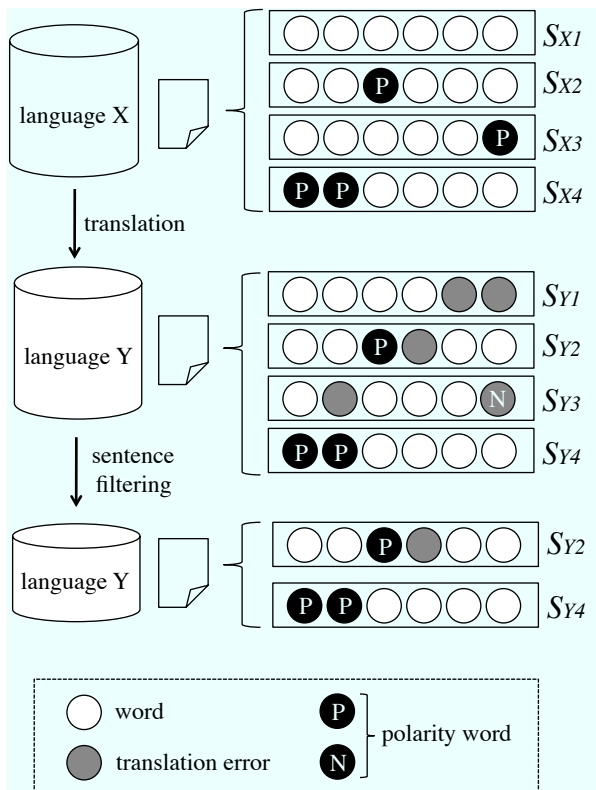 language X
S_X1
P S_X2
P S_X3
P P S_X4
translation
language Y
S_Y1
P S_Y2
N S_Y3
P P S_Y4
sentence
filtering
language Y
P S_Y2
P P S_Y4
word P
polarity word
translation error N